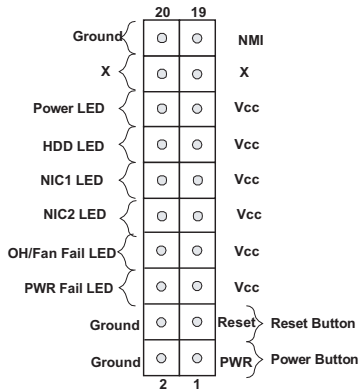 20 19
Ground NMI
X X
Power LED Vcc
HDD LED Vcc
NIC1 LED Vcc
NIC2 LED Vcc
OH/Fan Fail LED Vcc
PWR Fail LED Vcc
Ground Reset Reset Button
Ground PWR Power Button
2 1